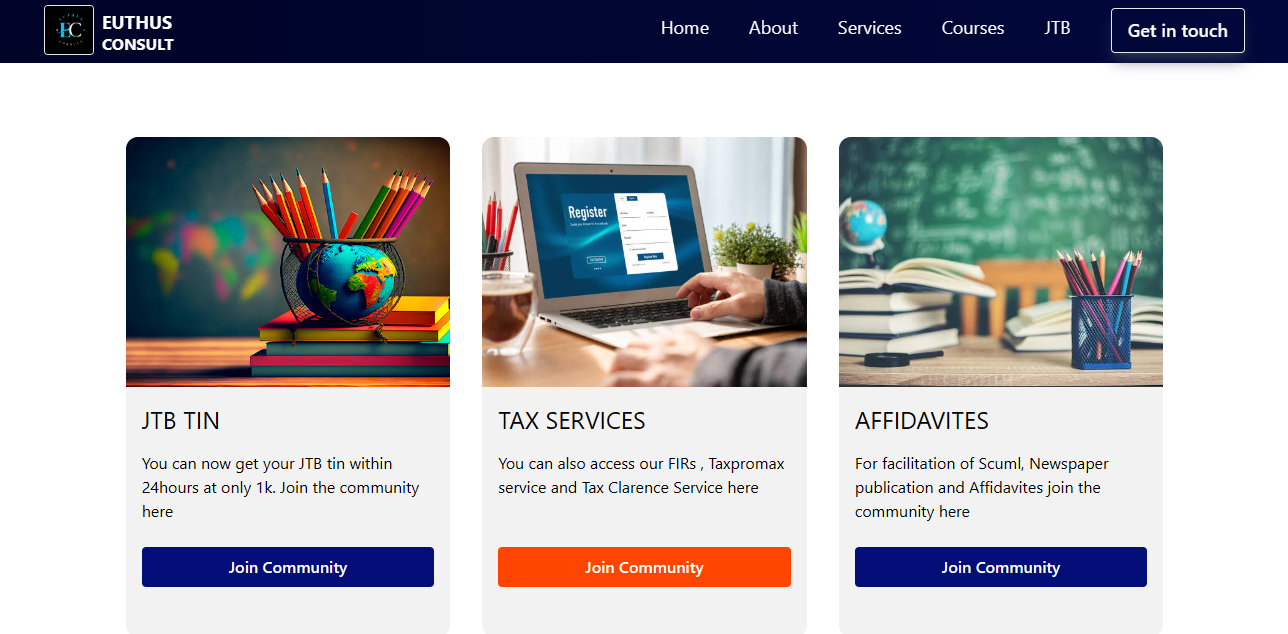 EC
EUTHUS
CONSULT
Home About Services Courses JTB Get in touch
Register
JTB TIN
You can now get your JTB tin within
24hours at only 1k. Join the community
here
Join Community
TAX SERVICES
You can also access our FIRs , Taxpromax
service and Tax Clarence Service here
Join Community
AFFIDAVITES
For facilitation of Scuml, Newspaper
publication and Affidavites join the
community here
Join Community